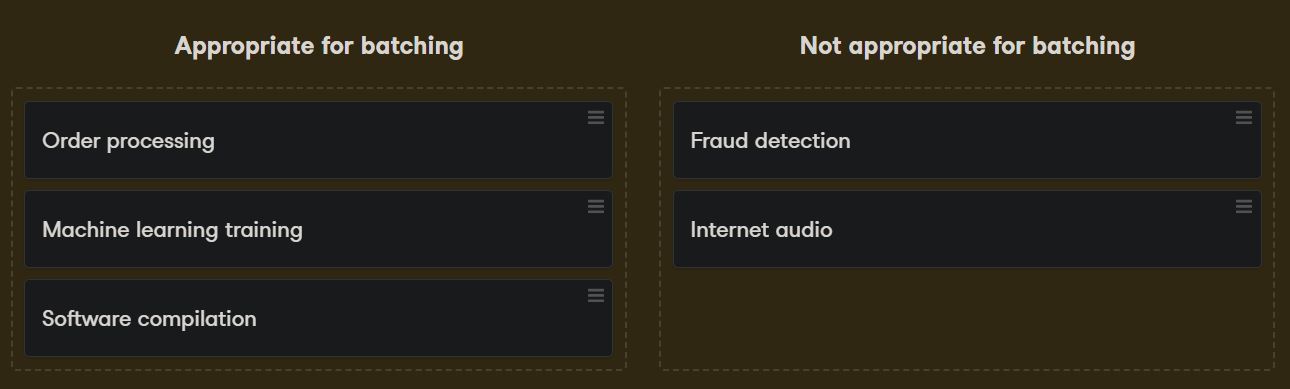 Appropriate for batching
Not appropriate for batching
Order processing
Machine learning training
Software compilation
Fraud detection
Internet audio